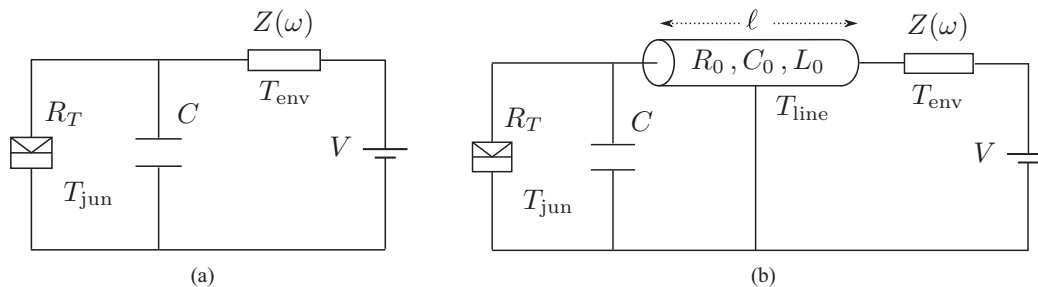 Z(ω)
T_env
R_T
C
V
T_jun
(a)
ℓ
Z(ω)
R_0 , C_0 , L_0
T_env
T_line
R_T
C
V
T_jun
(b)